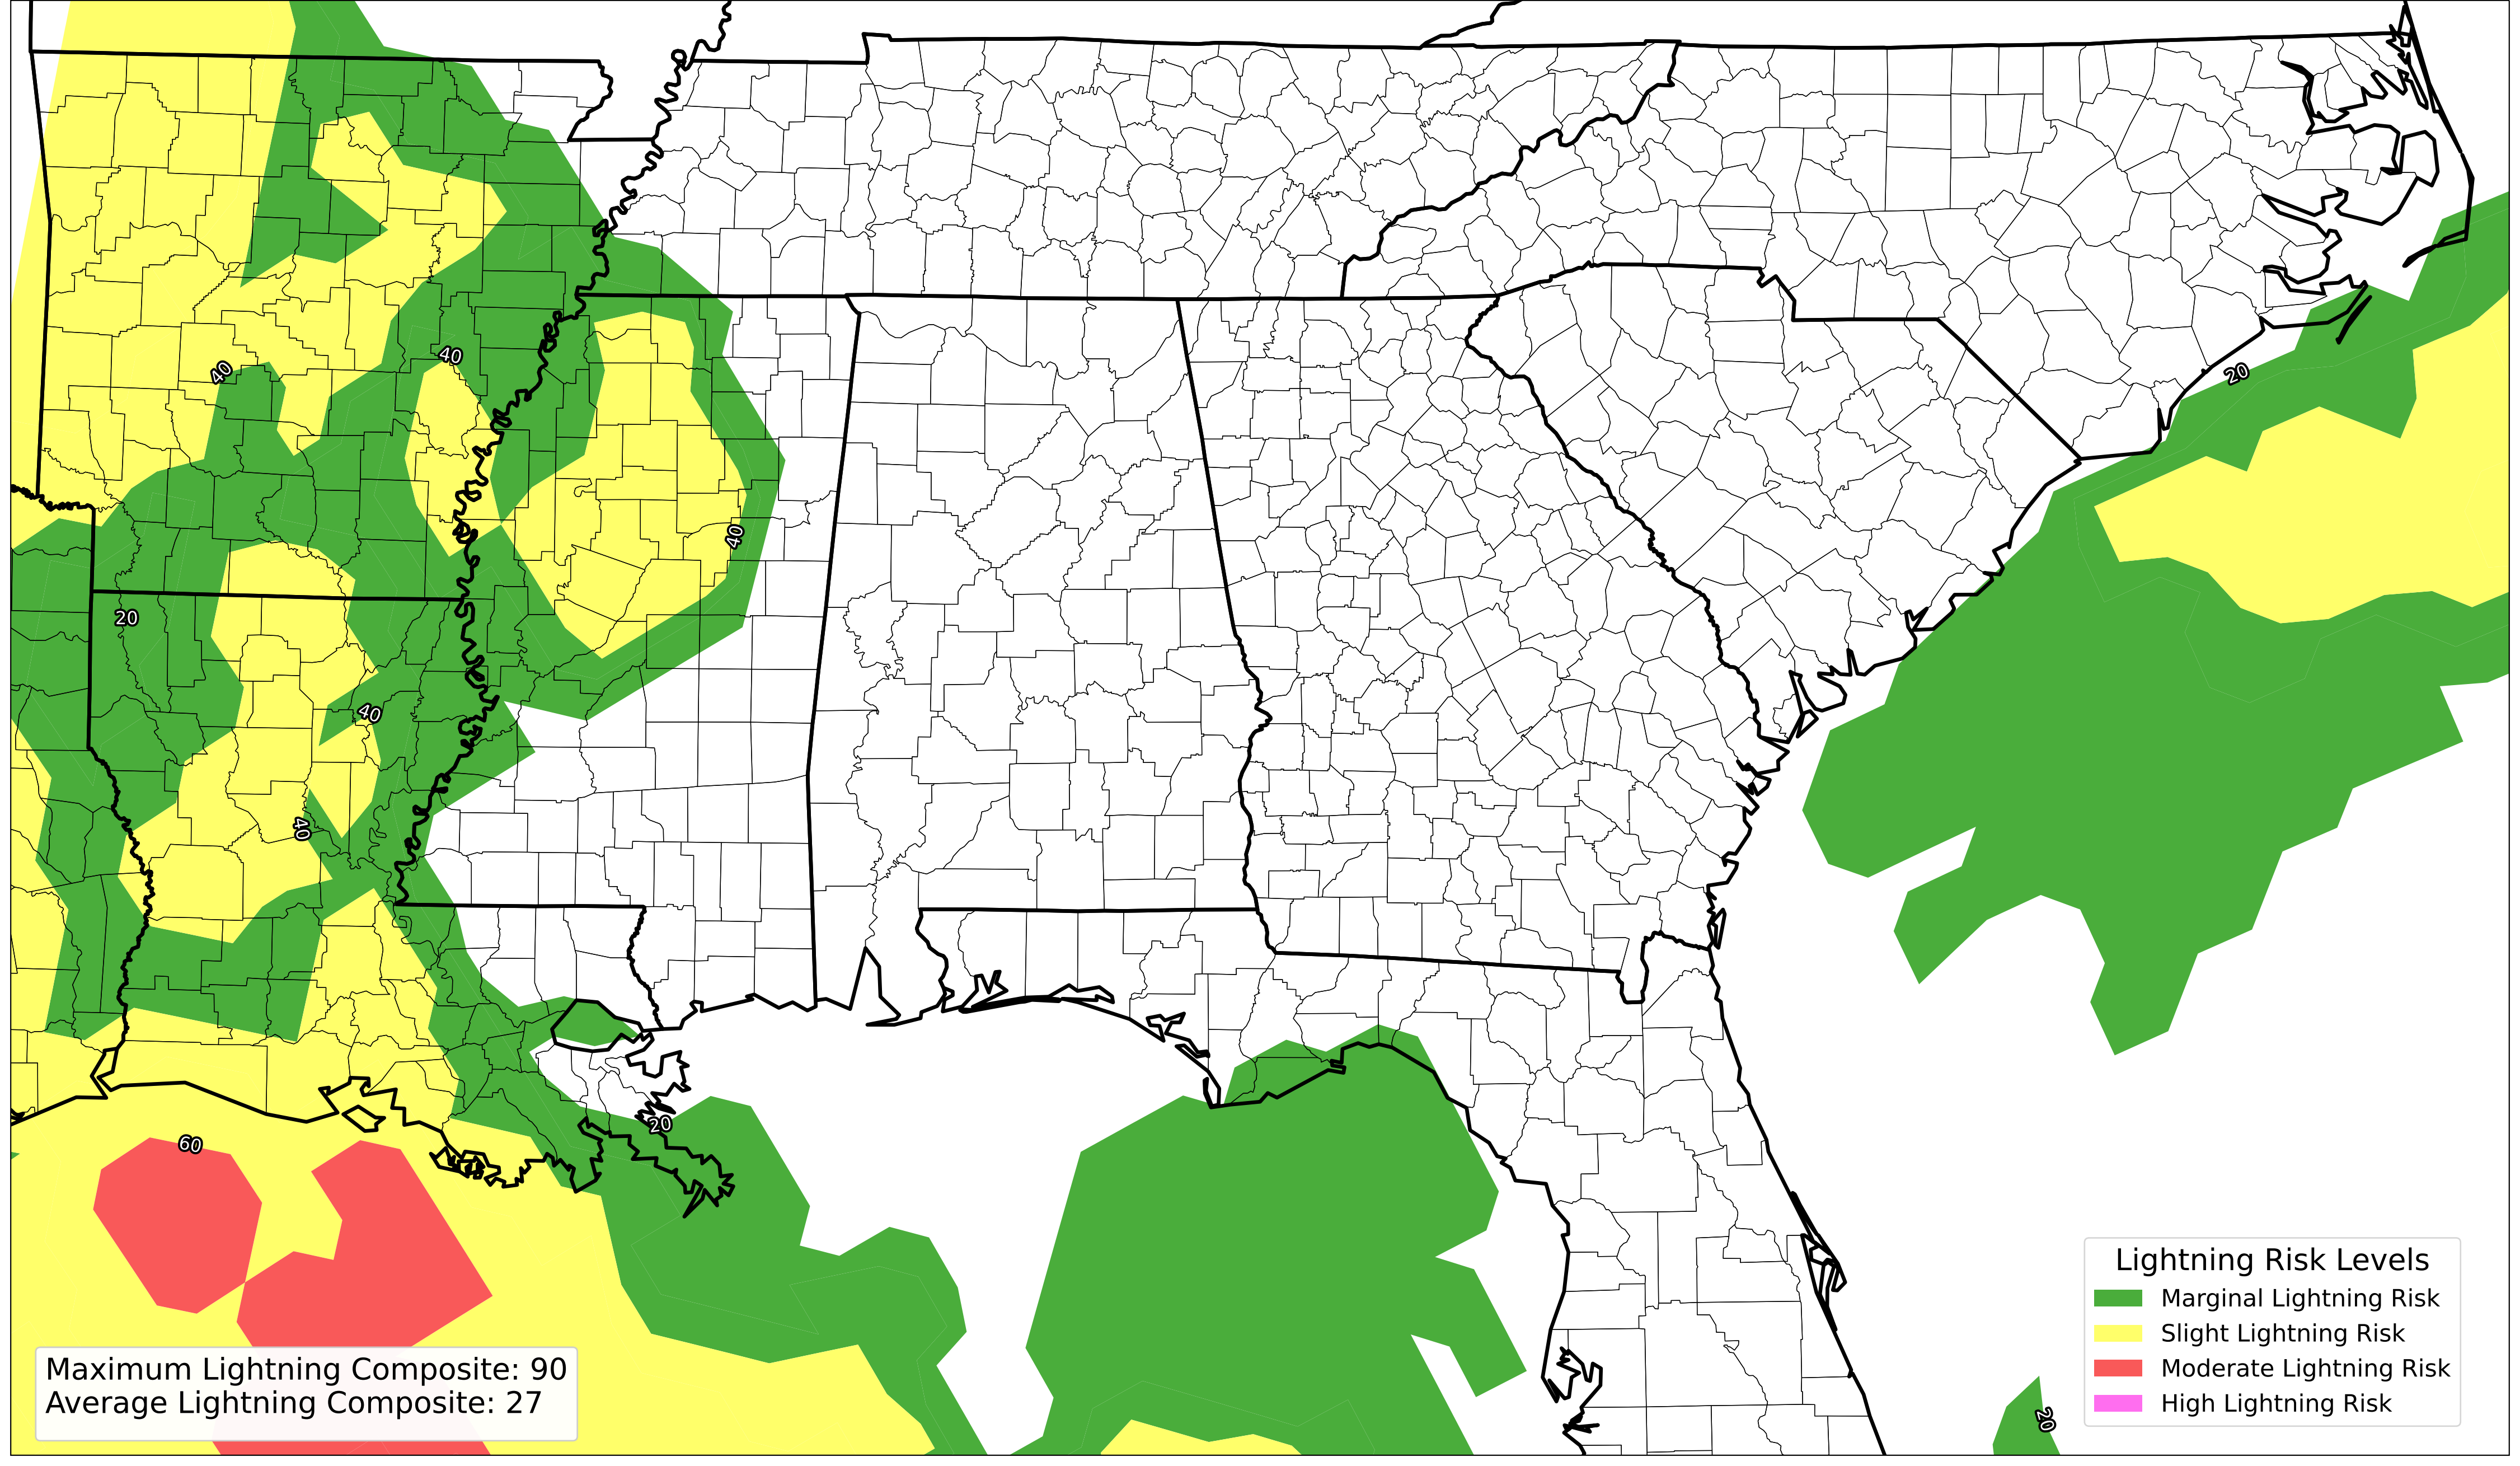 40
40
20
40
20
40
40
60
20
20
Lightning Risk Levels
Marginal Lightning Risk
Slight Lightning Risk
Moderate Lightning Risk
High Lightning Risk
Maximum Lightning Composite: 90
Average Lightning Composite: 27